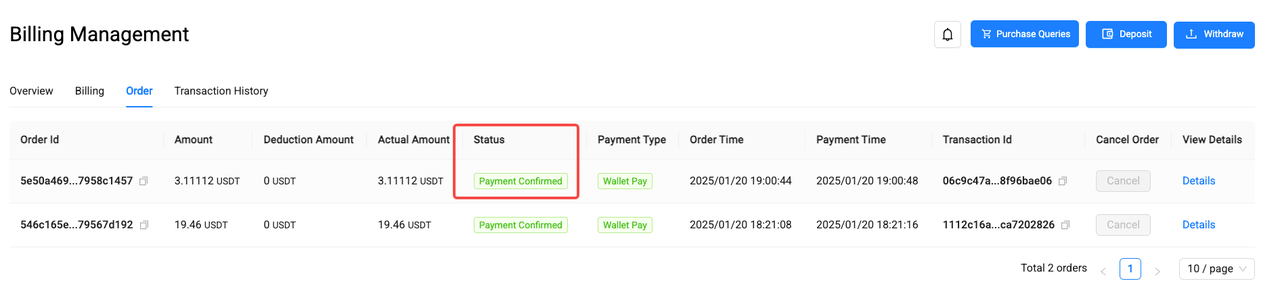 Billing Management
Purchase Queries Deposit Withdraw
Overview Billing Order Transaction History
Order Id Amount Deduction Amount Actual Amount Status Payment Type Order Time Payment Time Transaction Id Cancel Order View Details
5e50a469...7958c1457 3.11112 USDT 0 USDT 3.11112 USDT Payment Confirmed Wallet Pay 2025/01/20 19:00:44 2025/01/20 19:00:48 06c9c47a...8f96bae06 Cancel Details
546c165e...79567d192 19.46 USDT 0 USDT 19.46 USDT Payment Confirmed Wallet Pay 2025/01/20 18:21:08 2025/01/20 18:21:16 1112c16a...ca7202826 Cancel Details
Total 2 orders < 1 > 10 / page